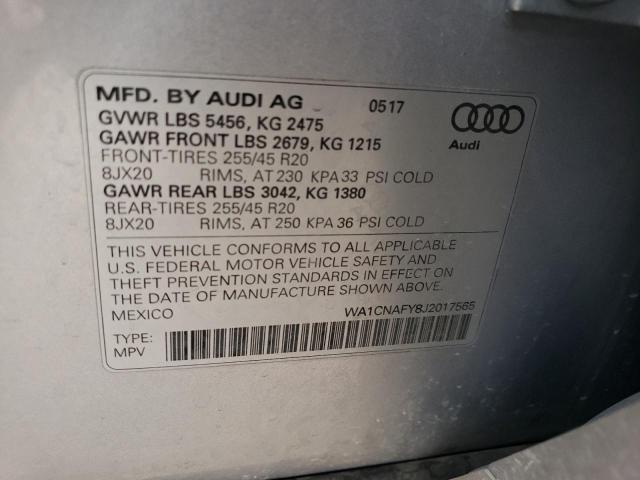 MFD. BY AUDI AG 0517
GVWR LBS 5456, KG 2475
GAWR FRONT LBS 2679, KG 1215
FRONT-TIRES 255/45 R20
8JX20 RIMS, AT 230 KPA 33 PSI COLD
GAWR REAR LBS 3042, KG 1380
REAR-TIRES 255/45 R20
8JX20 RIMS, AT 250 KPA 36 PSI COLD
Audi
THIS VEHICLE CONFORMS TO ALL APPLICABLE
U.S. FEDERAL MOTOR VEHICLE SAFETY AND
THEFT PREVENTION STANDARDS IN EFFECT ON
THE DATE OF MANUFACTURE SHOWN ABOVE.
MEXICO WA1CNAFY8J2017565
TYPE:
MPV